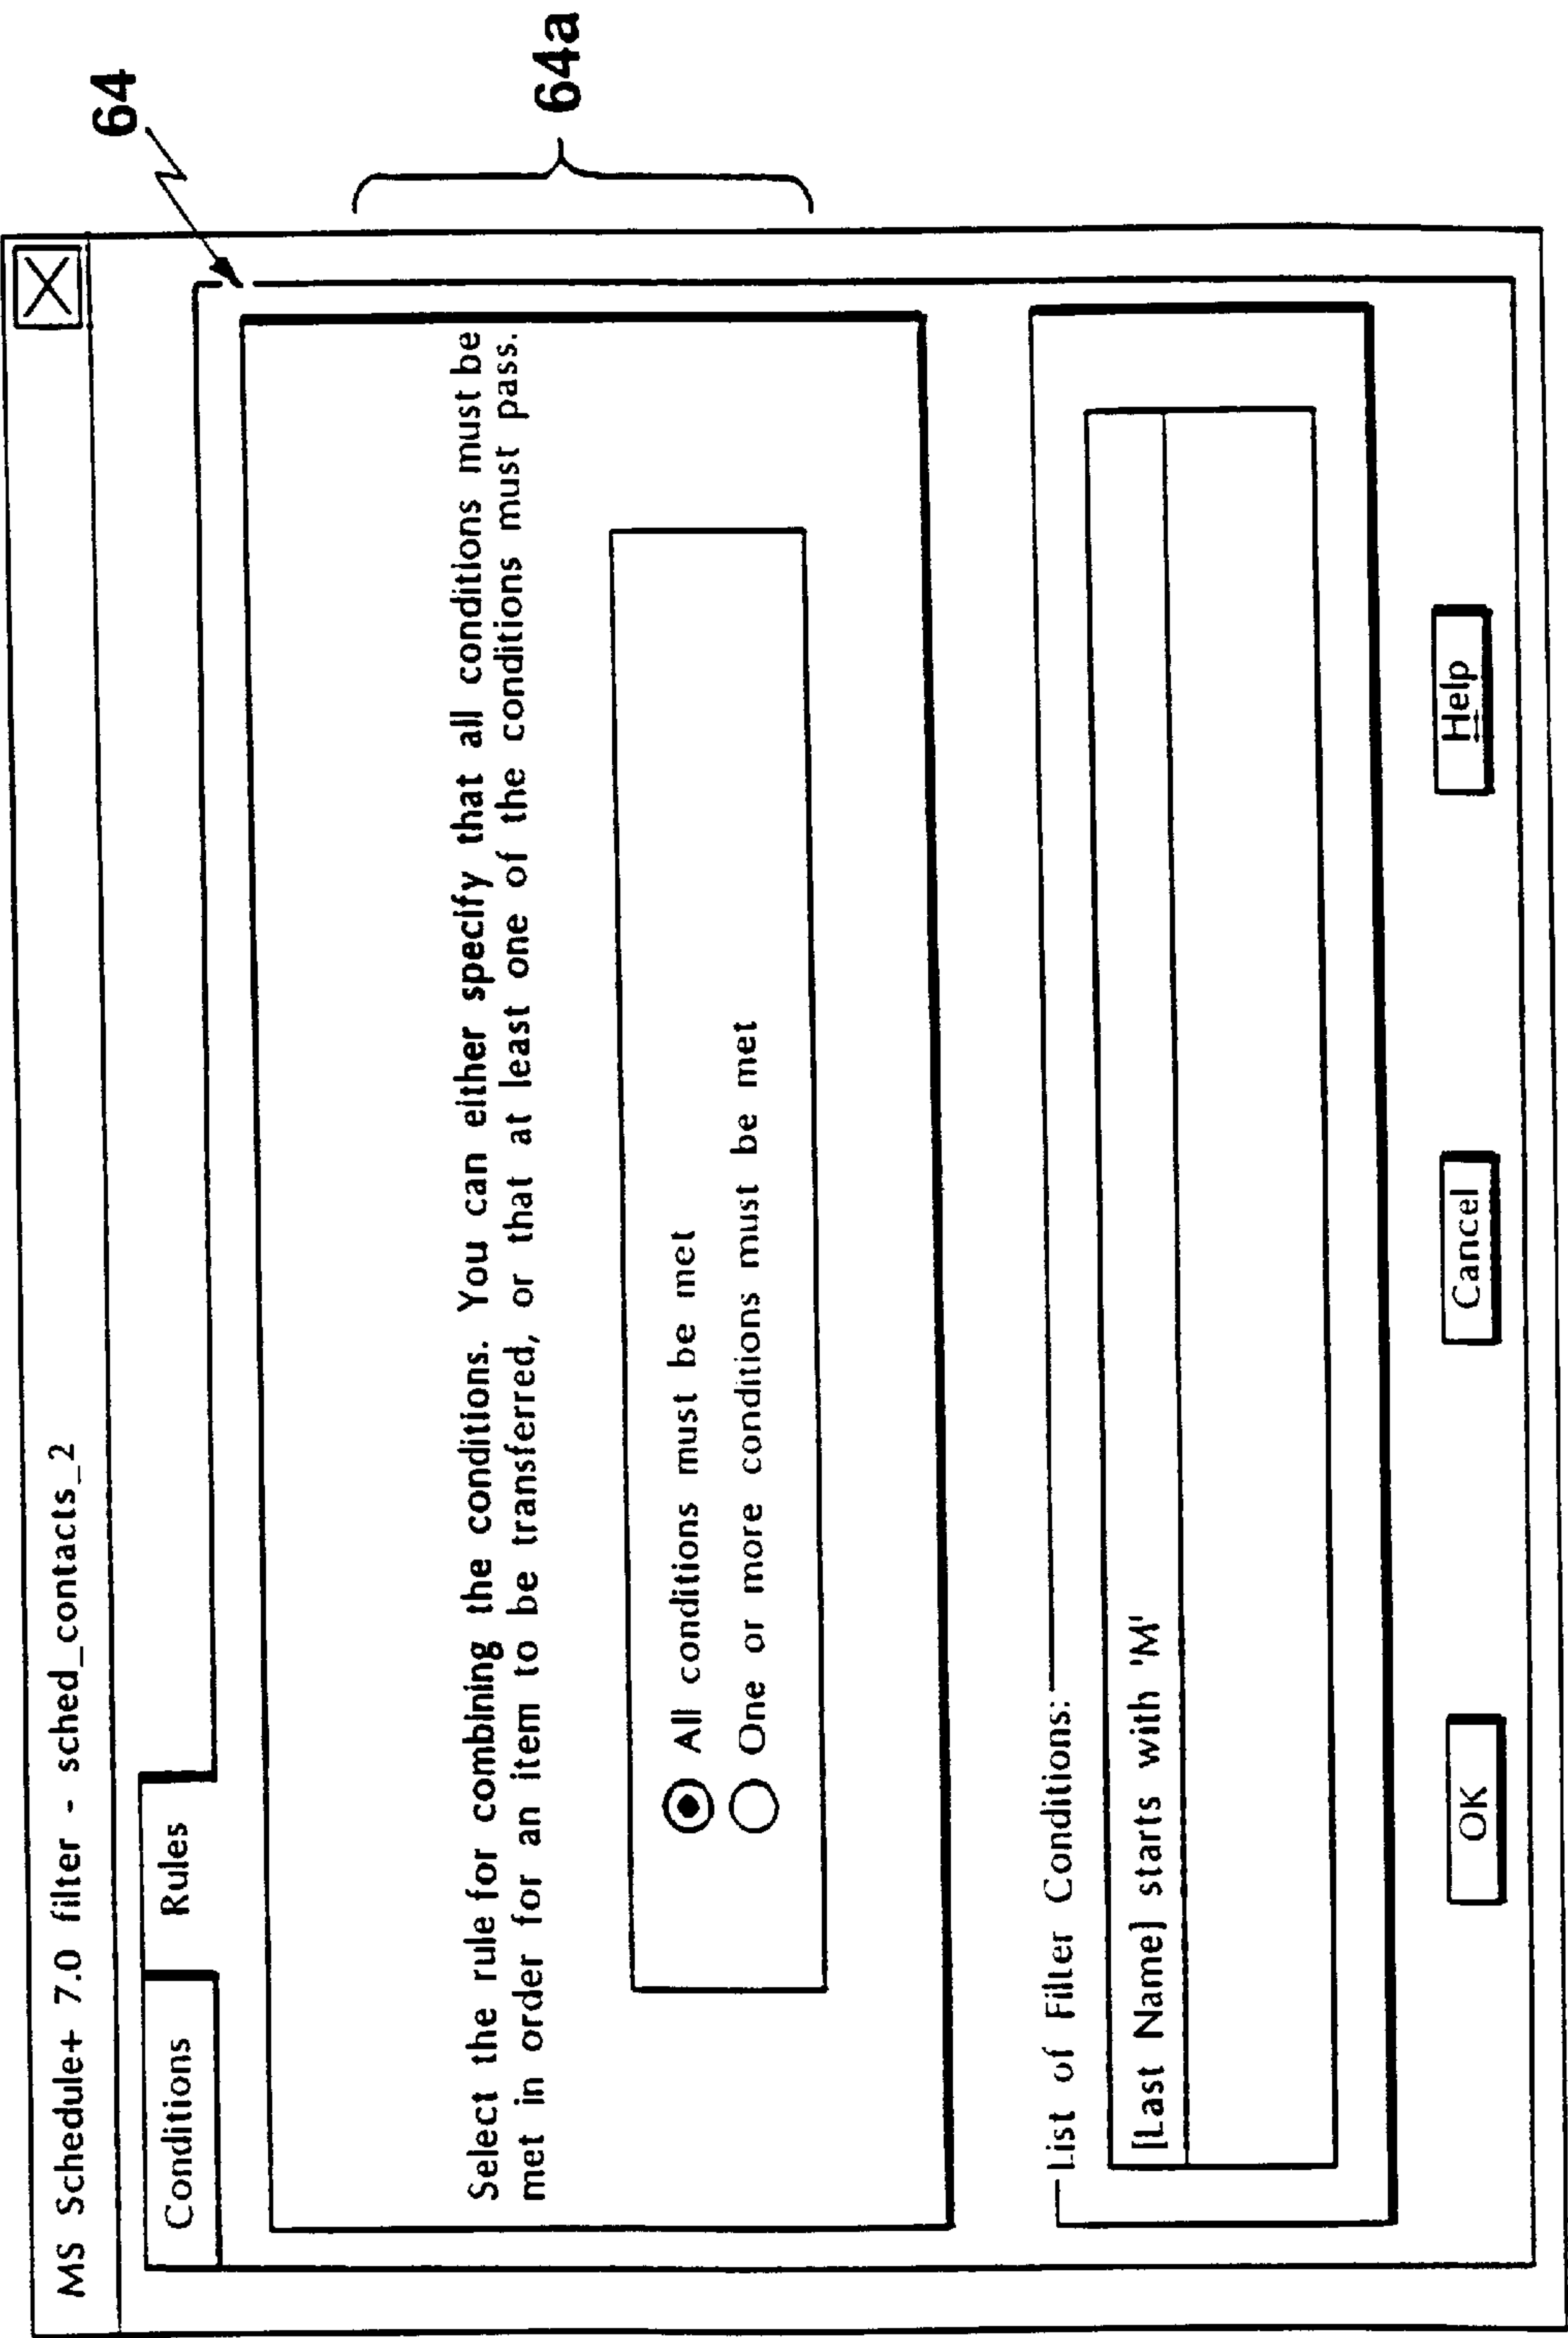 MS Schedule+ 7.0 filter - sched_contacts_2
64
Conditions
Rules
64a
Select the rule for combining the conditions. You can either specify that all conditions must be
met in order for an item to be transferred, or that at least one of the conditions must pass.
All conditions must be met
One or more conditions must be met
List of Filter Conditions:
[Last Name] starts with 'M'
OK
Cancel
Help